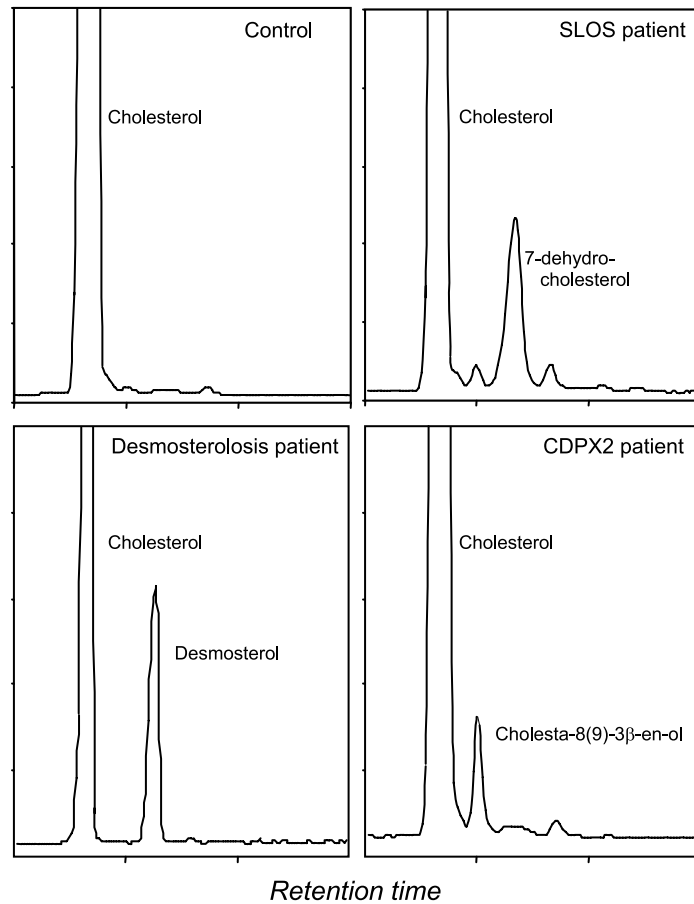 Control
Cholesterol
SLOS patient
Cholesterol
7-dehydro-
cholesterol
Desmosterolosis patient
Cholesterol
Desmosterol
CDPX2 patient
Cholesterol
Cholesta-8(9)-3β-en-ol
Retention time